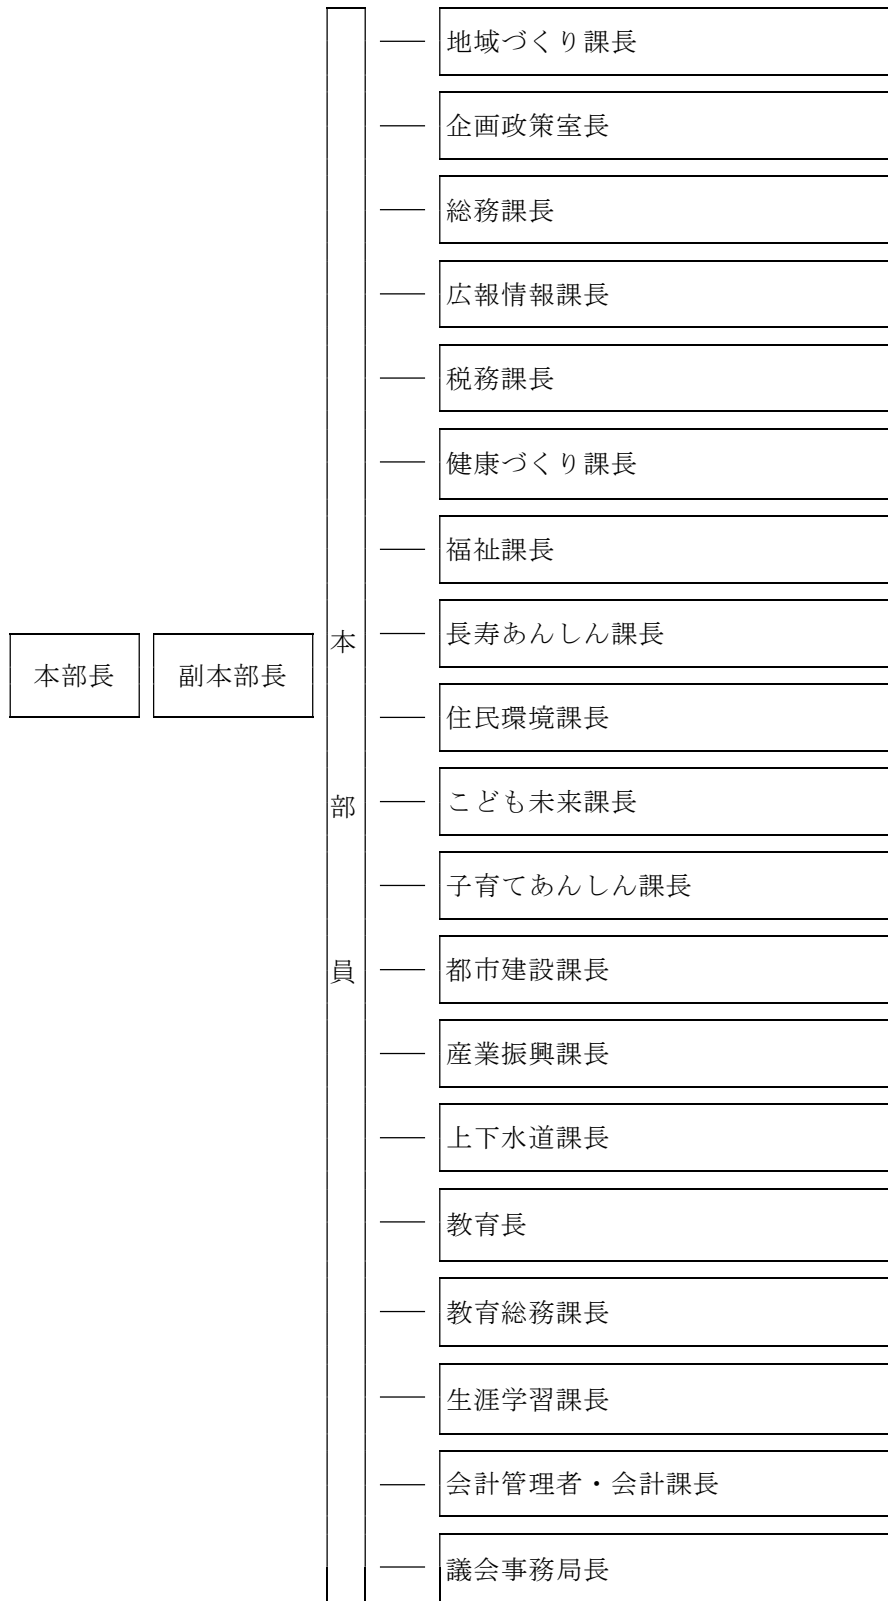 本部長
副本部長
本部員
地域づくり課長
企画政策室長
総務課長
広報情報課長
税務課長
健康づくり課長
福祉課長
長寿あんしん課長
住民環境課長
こども未来課長
子育てあんしん課長
都市建設課長
産業振興課長
上下水道課長
教育長
教育総務課長
生涯学習課長
会計管理者・会計課長
議会事務局長